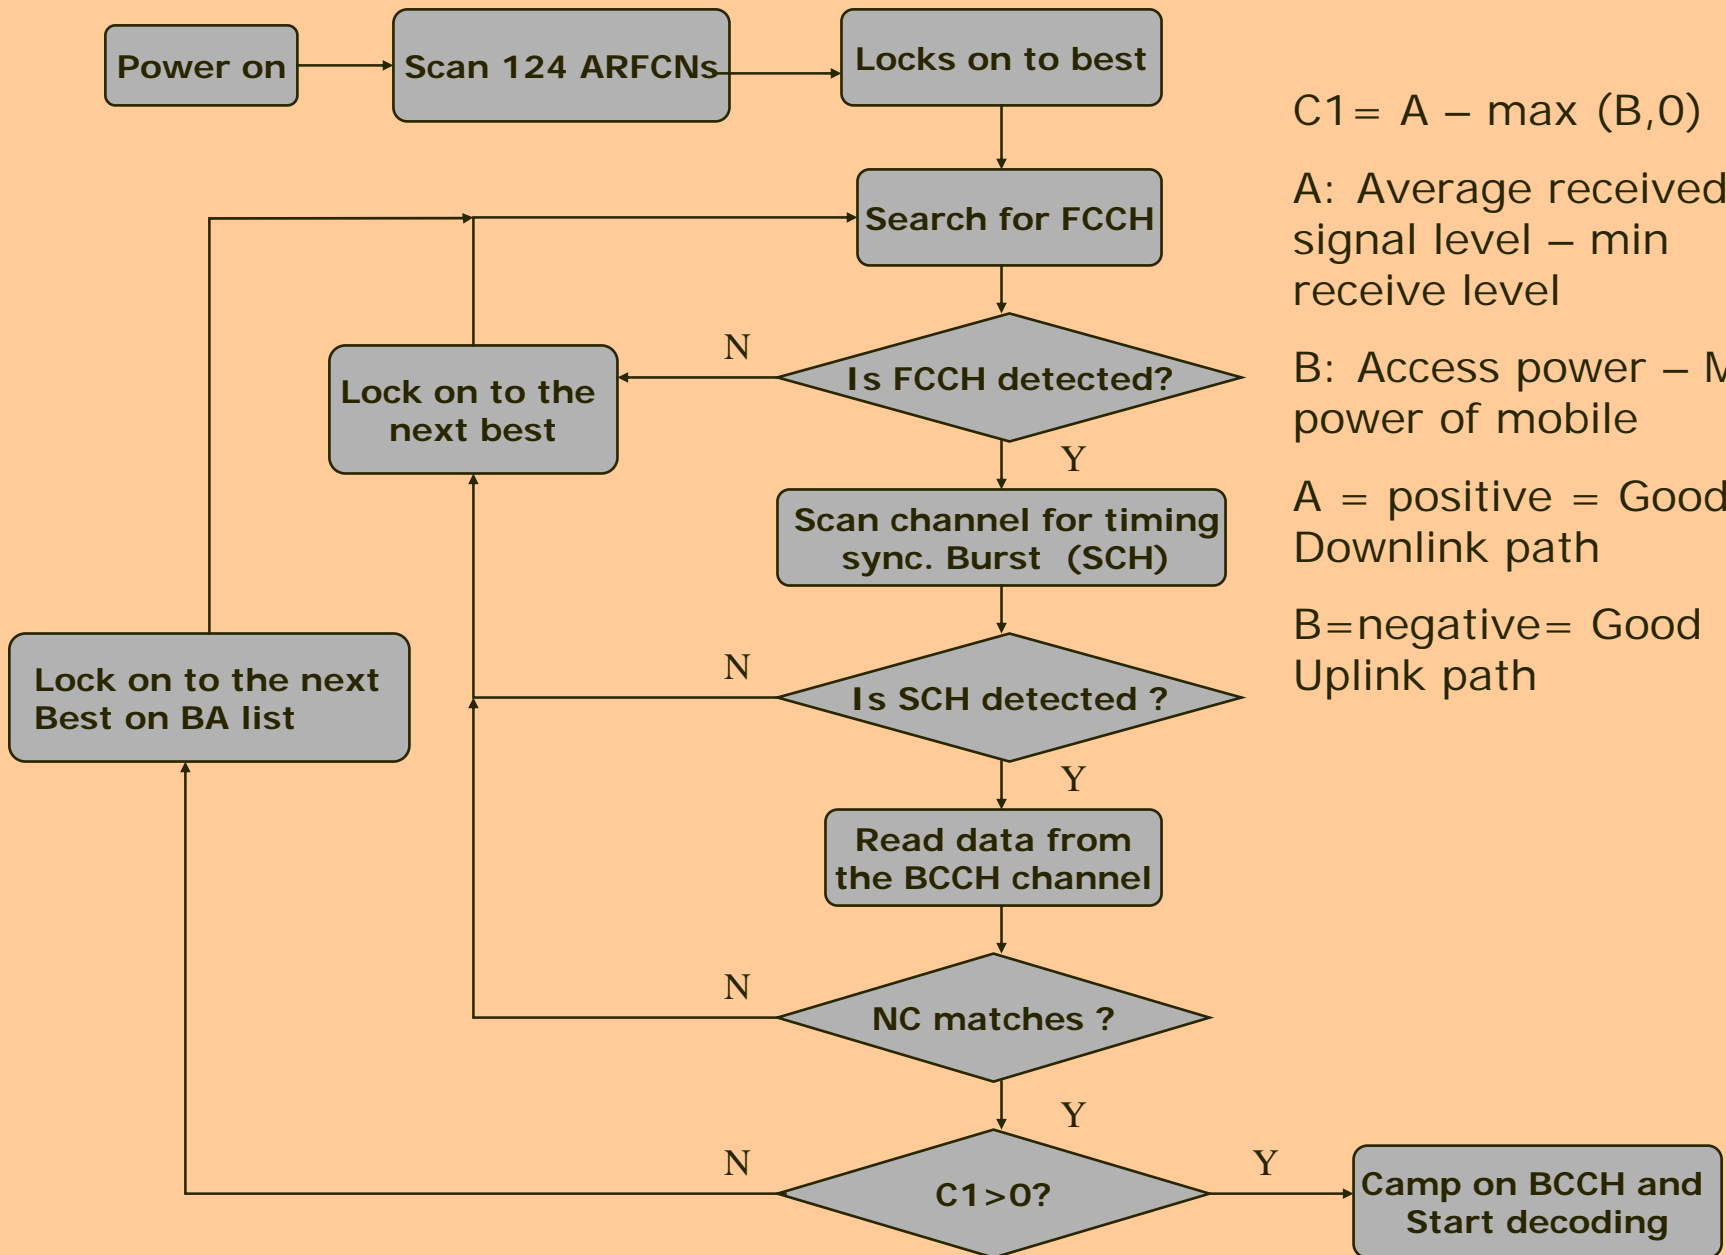 Power on
Scan 124 ARFCNs
Locks on to best
Search for FCCH
Is FCCH detected?
N
Lock on to the
next best
Y
Scan channel for timing
sync. Burst (SCH)
Is SCH detected ?
N
Lock on to the next
Best on BA list
Y
Read data from
the BCCH channel
NC matches ?
N
Y
C1>0?
N
Y
Camp on BCCH and
Start decoding
C1= A – max (B,0)
A: Average received
signal level – min
receive level
B: Access power –
power of mobile
A = positive = Good
Downlink path
B=negative= Good
Uplink path